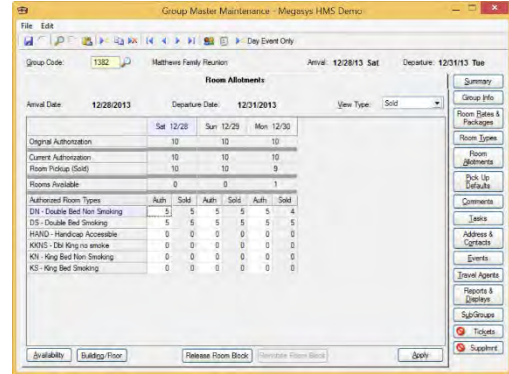 Group Master Maintenance - Megasys HMS Demo
File Edit
Day Event Only
Group Code: 1382 Matthews Family Reunion Arrival: 12/28/13 Sat Departure: 12/31/13 Tue
Room Allotments
Arrival Date: 12/28/2013 Departure Date: 12/31/2013 View Type: Sold
Sat 12/28 Sun 12/29 Mon 12/30
Original Authorization 10 10 10
Current Authorization 10 10 10
Room Pickup (Sold) 10 10 9
Rooms Available 0 0 1
Authorized Room Types Auth Sold Auth Sold Auth Sold
DN - Double Bed Non Smoking 5 5 5 5 5 4
DS - Double Bed Smoking 5 5 5 5 5 5
HAND - Handicap Accessible 0 0 0 0 0 0
KXNS - Dbl King no smoke 0 0 0 0 0 0
KN - King Bed Non Smoking 0 0 0 0 0 0
KS - King Bed Smoking 0 0 0 0 0 0
Availability Building/Floor Release Room Block Reinstate Room Block Apply
Summary
Group Info
Room Rates &
Packages
Room Types
Room
Allotments
Pick Up
Defaults
Comments
Tasks
Address &
Contacts
Events
Travel Agents
Reports &
Displays
SubGroups
Tickets
Supplmnt